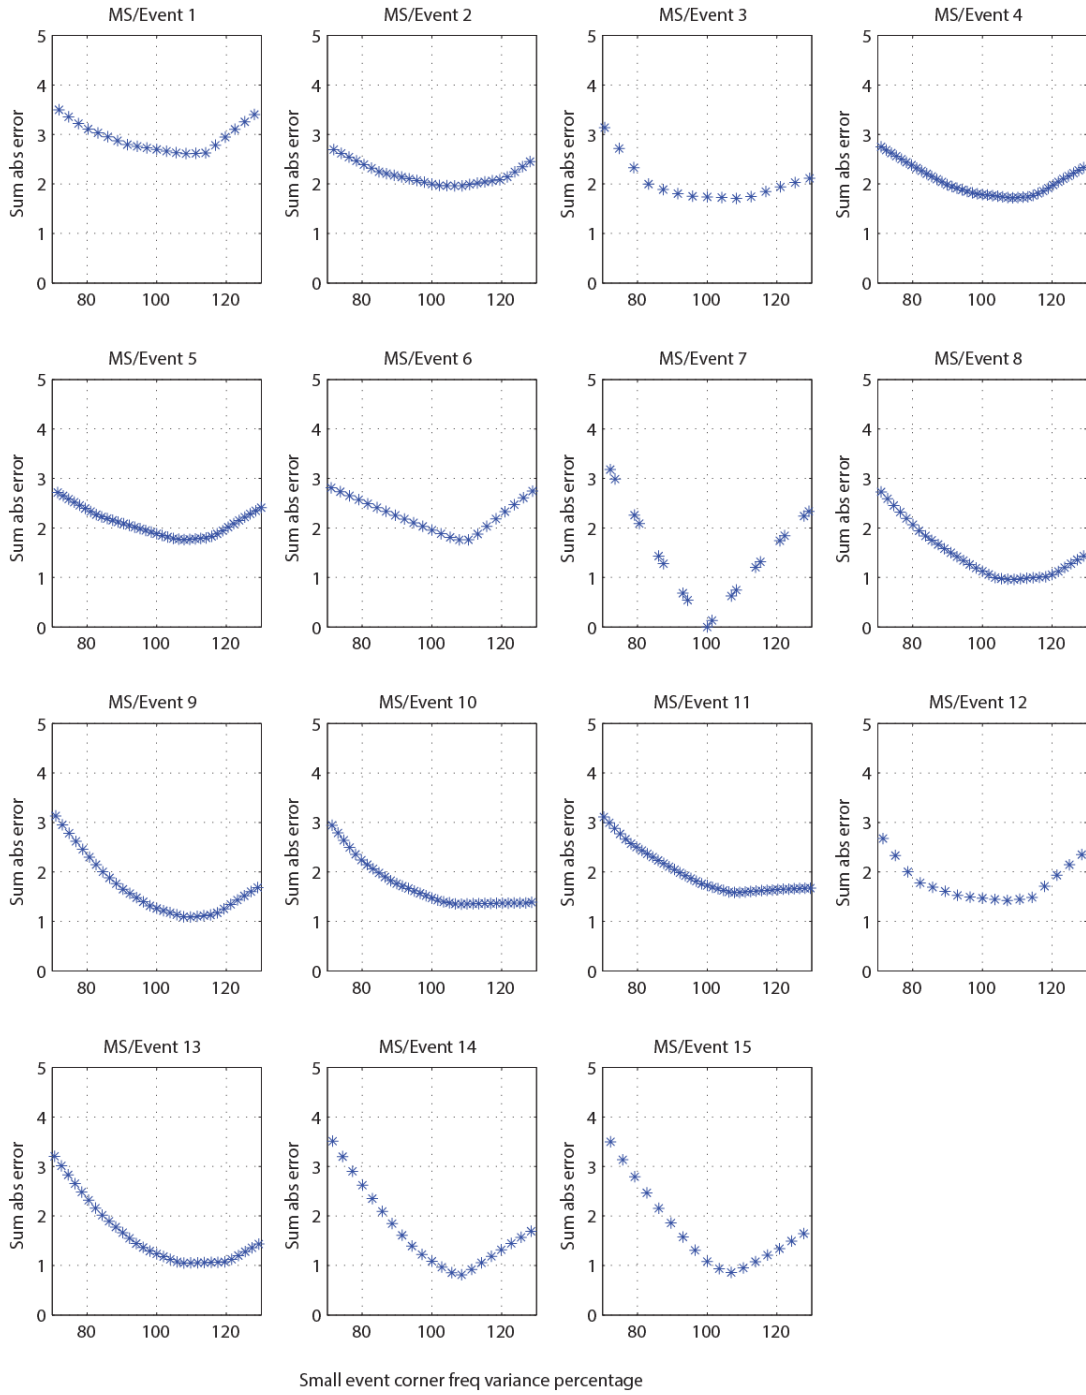 MS/Event 1
MS/Event 2
MS/Event 3
MS/Event 4
Sum abs error
5
4
3
2
1
0
80 100 120
Sum abs error
5
4
3
2
1
0
80 100 120
Sum abs error
5
4
3
2
1
0
80 100 120
Sum abs error
5
4
3
2
1
0
80 100 120
MS/Event 5
MS/Event 6
MS/Event 7
MS/Event 8
Sum abs error
5
4
3
2
1
0
80 100 120
Sum abs error
5
4
3
2
1
0
80 100 120
Sum abs error
5
4
3
2
1
0
80 100 120
Sum abs error
5
4
3
2
1
0
80 100 120
MS/Event 9
MS/Event 10
MS/Event 11
MS/Event 12
Sum abs error
5
4
3
2
1
0
80 100 120
Sum abs error
5
4
3
2
1
0
80 100 120
Sum abs error
5
4
3
2
1
0
80 100 120
Sum abs error
5
4
3
2
1
0
80 100 120
MS/Event 13
MS/Event 14
MS/Event 15
Sum abs error
5
4
3
2
1
0
80 100 120
Sum abs error
5
4
3
2
1
0
80 100 120
Sum abs error
5
4
3
2
1
0
80 100 120
Small event corner freq variance percentage